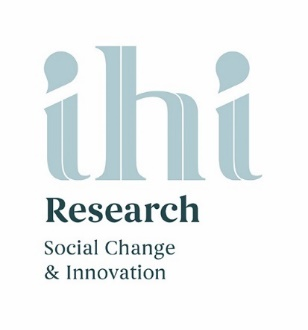 ihi
Research
Social Change
& Innovation